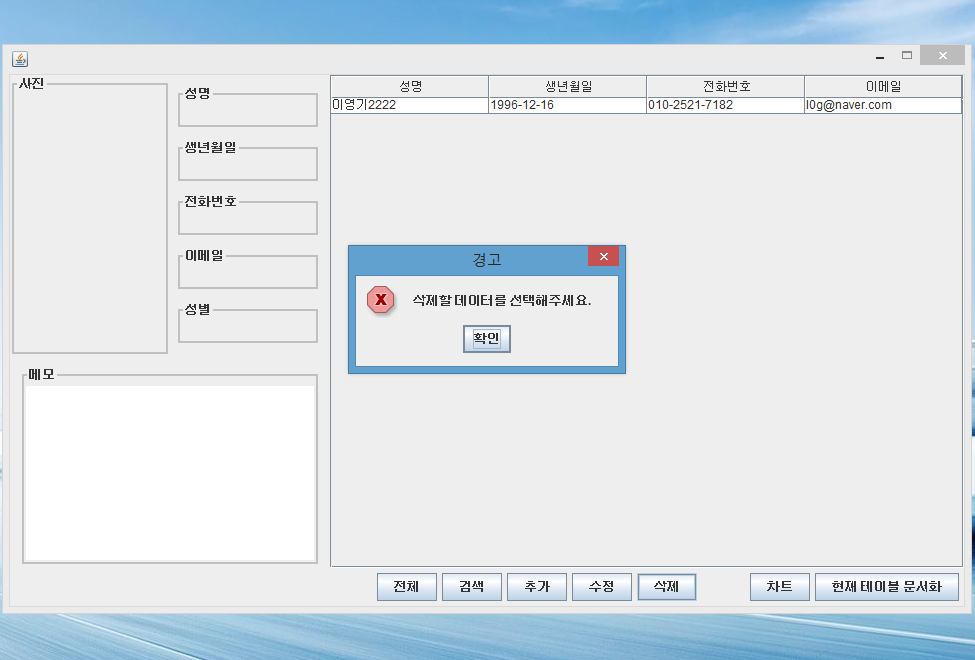 사진
성명
생년월일
전화번호
이메일
성별
메모
성명 생년월일 전화번호 이메일
이영기2222 1996-12-16 010-2521-7182 l0g@naver.com
경고
삭제할 데이터를 선택해주세요.
확인
전체 검색 추가 수정 삭제 차트 현재 테이블 문서화